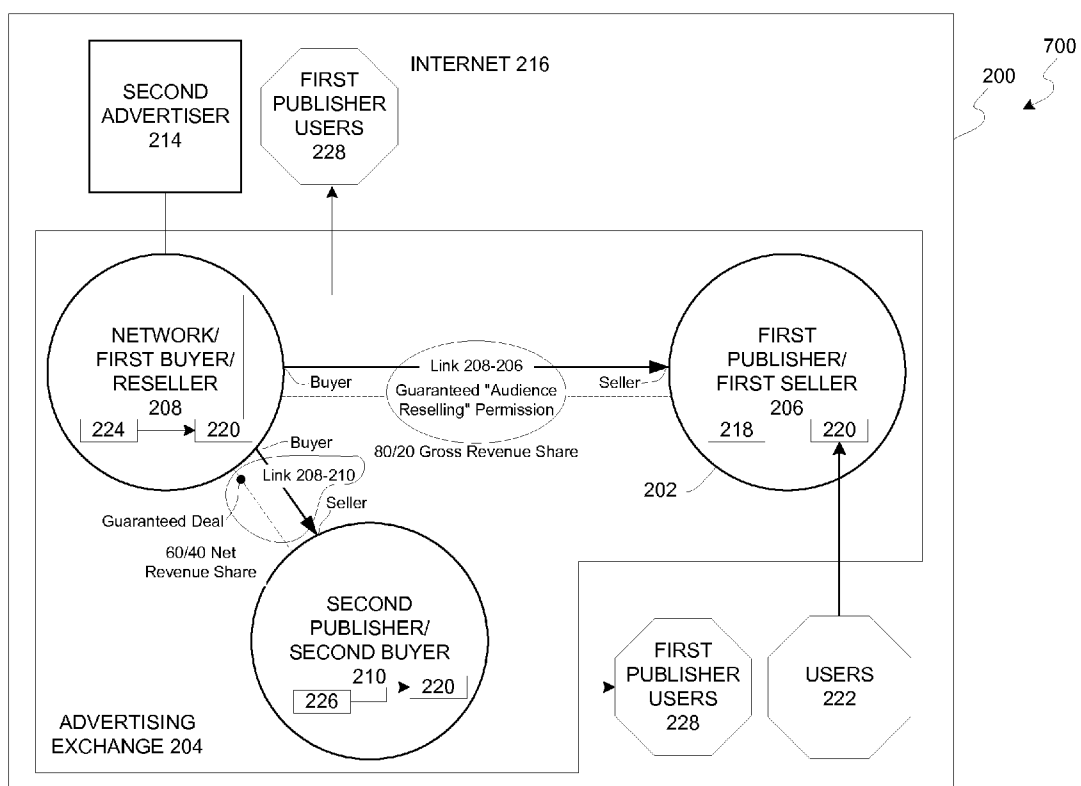 700
200
INTERNET 216
SECOND
ADVERTISER
214
FIRST
PUBLISHER
USERS
228
NETWORK/
FIRST BUYER/
RESELLER
208
224
220
Buyer
Link 208-206
Seller
Guaranteed "Audience
Reselling" Permission
80/20 Gross Revenue Share
FIRST
PUBLISHER/
FIRST SELLER
206
218
220
202
Buyer
Link 208-210
Seller
Guaranteed Deal
60/40 Net
Revenue Share
SECOND
PUBLISHER/
SECOND BUYER
210
226
220
FIRST
PUBLISHER
USERS
228
USERS
222
ADVERTISING
EXCHANGE 204